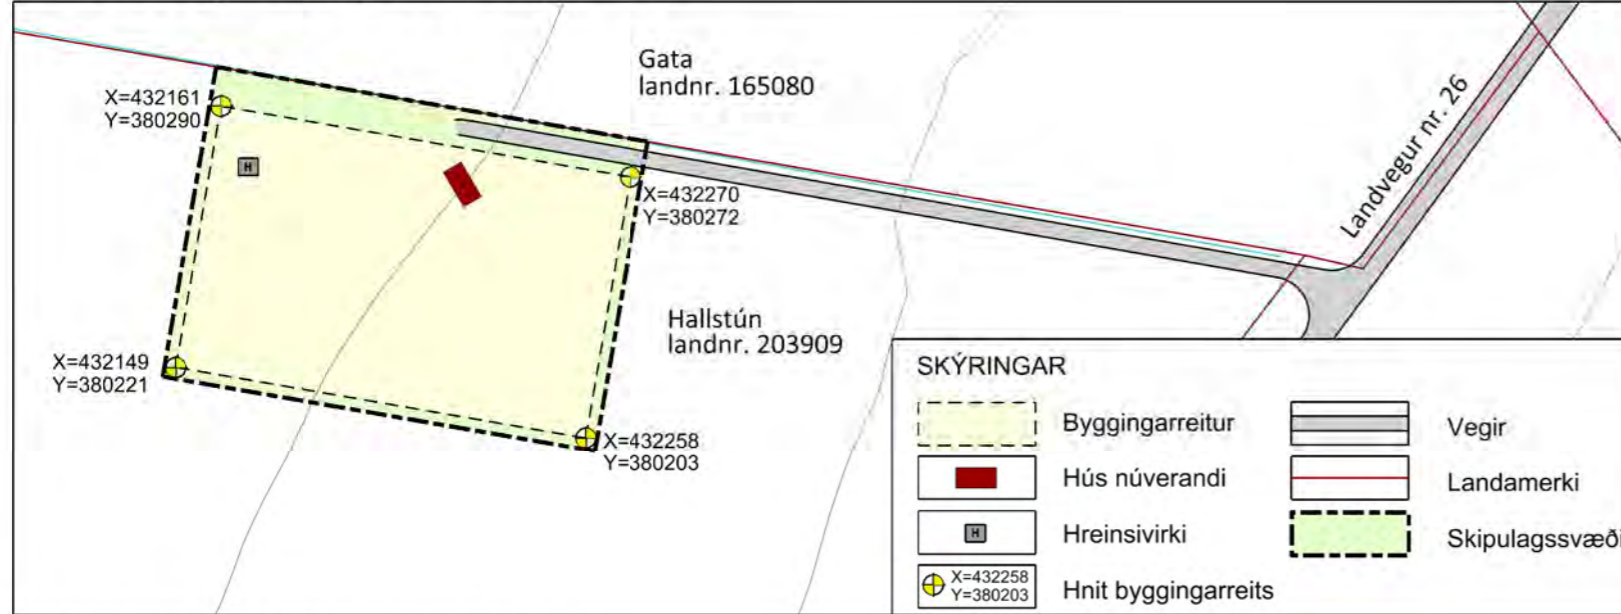 Gata
landnr. 165080
X=432161
Y=380290
Landvegur nr. 26
H
X=432270
Y=380272
Hallstún
landnr. 203909
X=432149
Y=380221
X=432258
Y=380203
SKÝRINGAR
Byggingarreitur
Vegir
Hús núverandi
Landamerki
H
Hreinsivirki
Skipulagssvæði
X=432258
Y=380203
Hnit byggingarreits